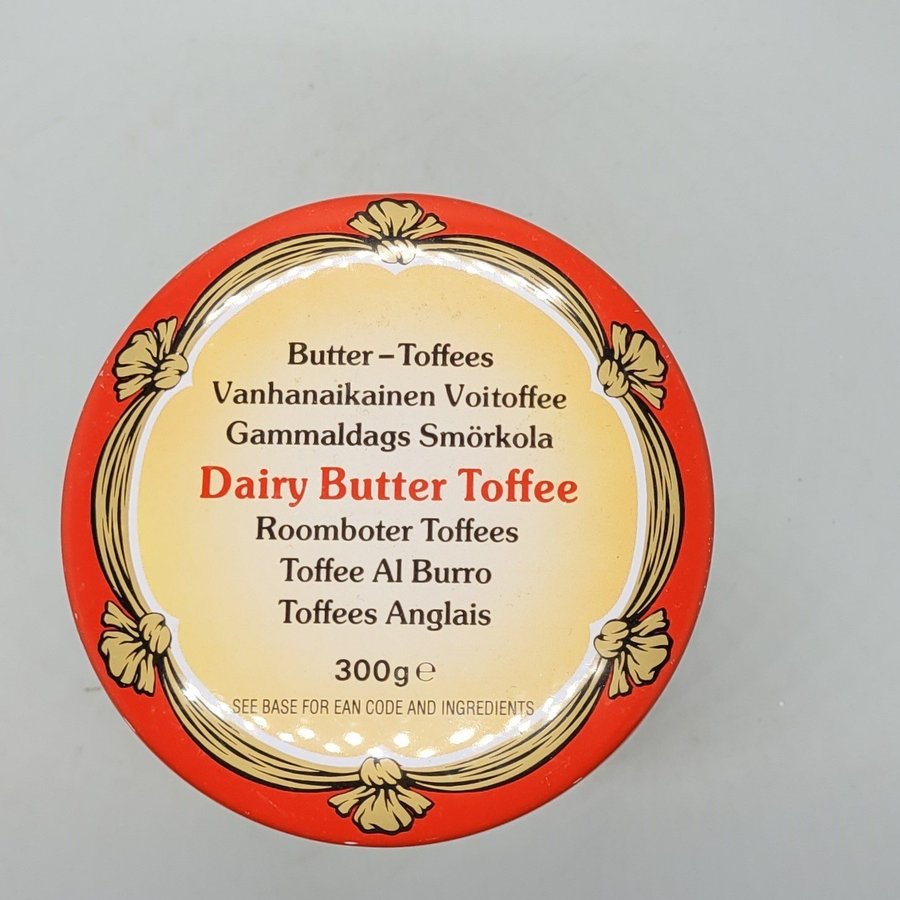 Butter–Toffees
Vanhanaikainen Voitoffee
Gammaldags Smörkola
Dairy Butter Toffee
Roomboter Toffees
Toffee Al Burro
Toffees Anglais
300g℮
SEE BASE FOR EAN CODE AND INGREDIENTS